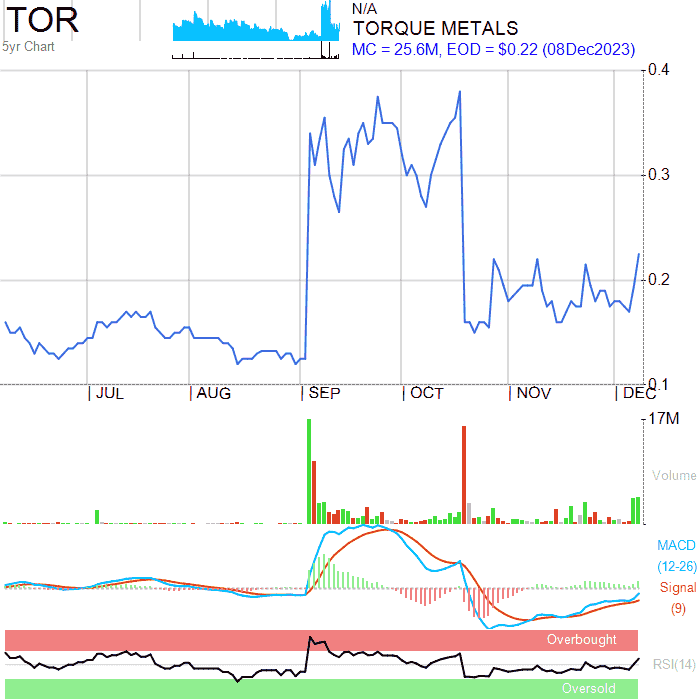 TOR
5yr Chart
N/A
TORQUE METALS
MC = 25.6M, EOD = $0.22 (08Dec2023)
0.4
0.3
0.2
0.1
JUL
AUG
SEP
OCT
NOV
DEC
17M
Volume
MACD
(12-26)
Signal
(9)
Overbought
RSI(14)
Oversold